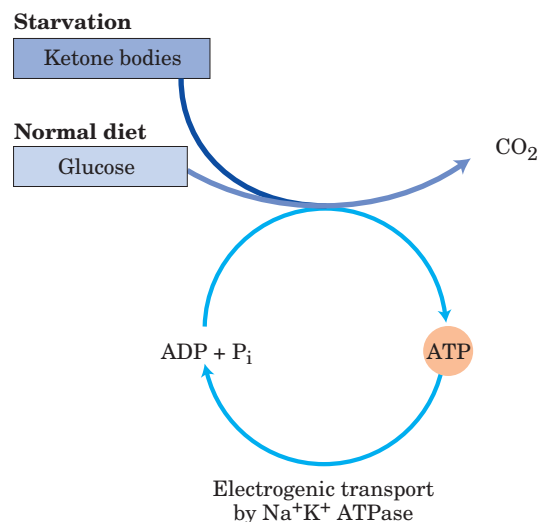 Starvation
Ketone bodies
Normal diet
Glucose
CO₂
ADP + Pᵢ
ATP
Electrogenic transport
by Na⁺K⁺ ATPase